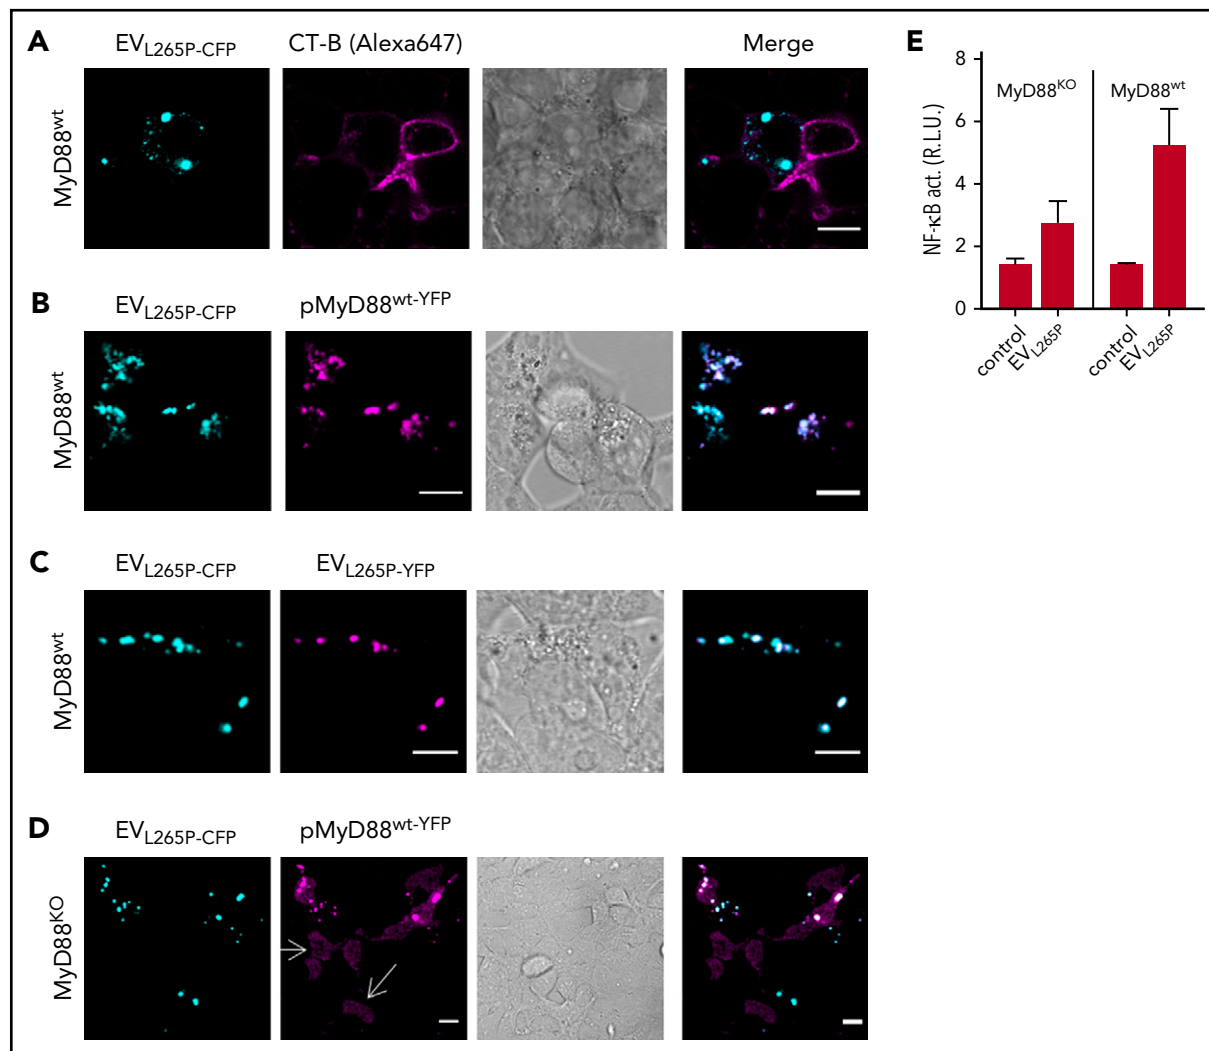 A
EVL265P-CFP
CT-B (Alexa647)
Merge
MyD88wt
B
EVL265P-CFP
pMyD88wt-YFP
MyD88wt
C
EVL265P-CFP
EVL265P-YFP
MyD88wt
D
EVL265P-CFP
pMyD88wt-YFP
MyD88KO
E
NF-κB act. (R.L.U.)
8
6
4
2
0
MyD88KO
MyD88wt
control
EVL265P
control
EVL265P